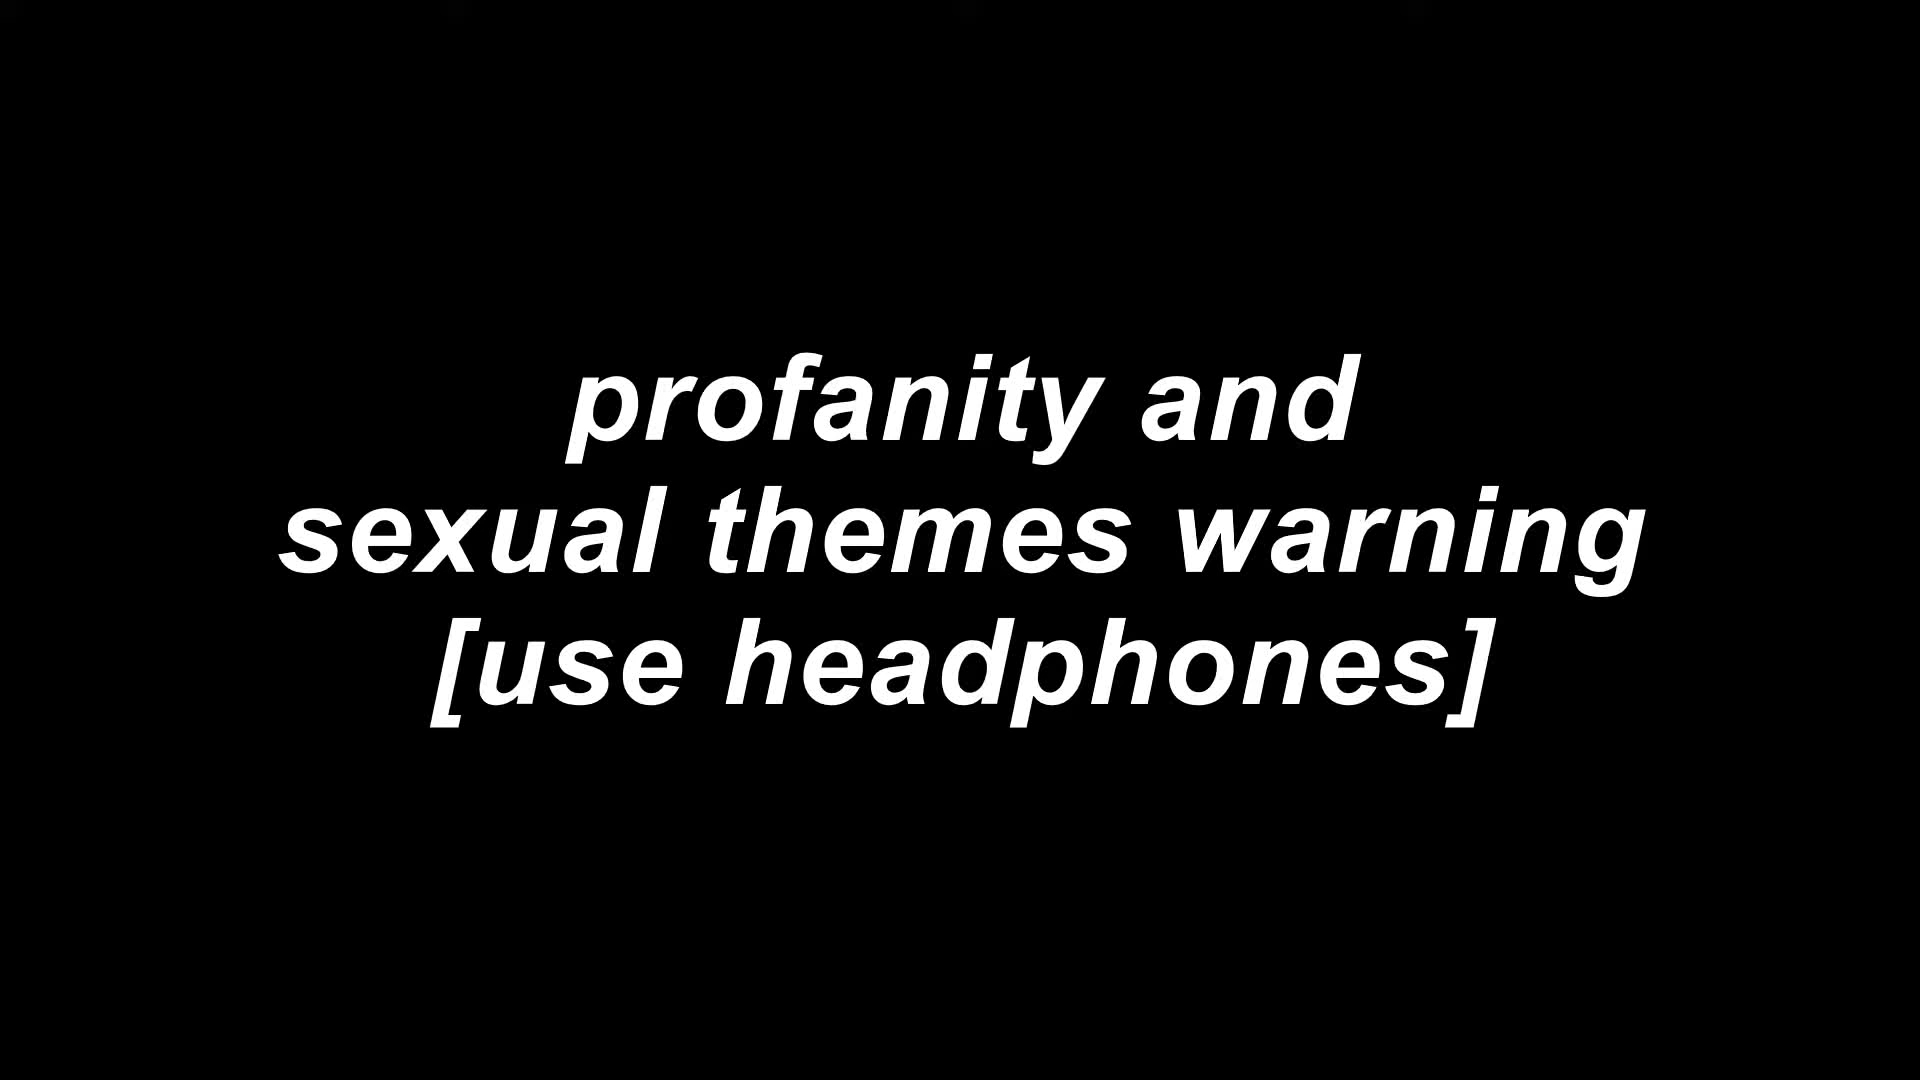 profanity and
sexual themes warning
[use headphones]